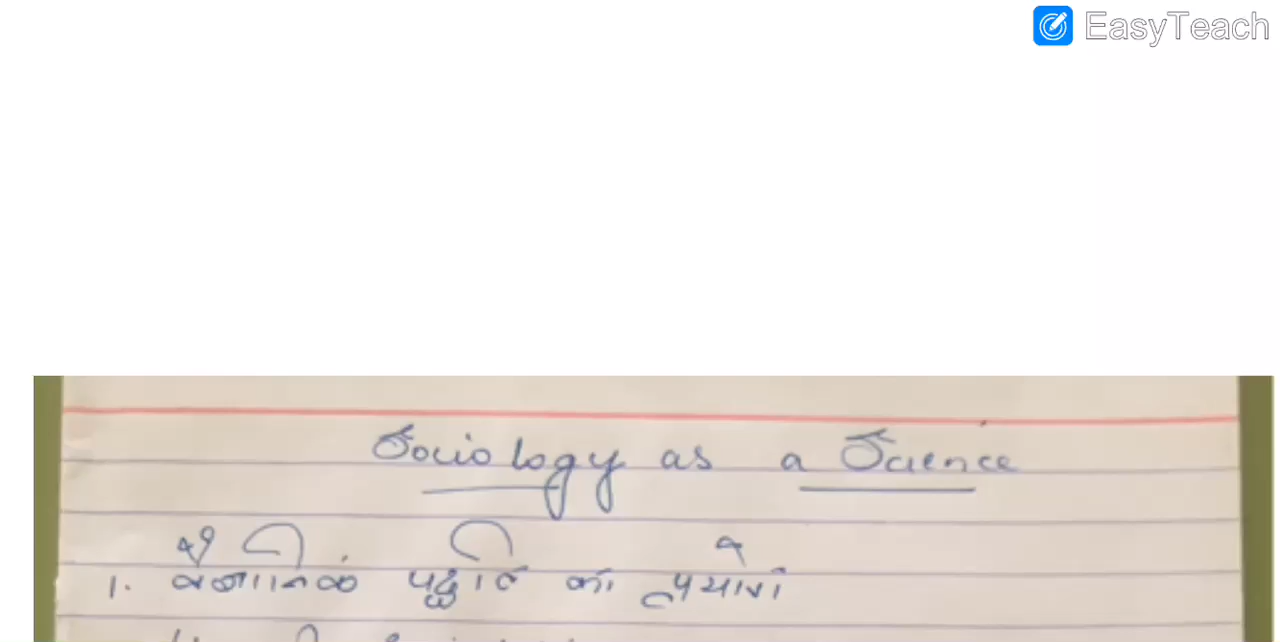 EasyTeach
Sociology as a Science
1. वैज्ञानिक पद्धति का प्रयोग